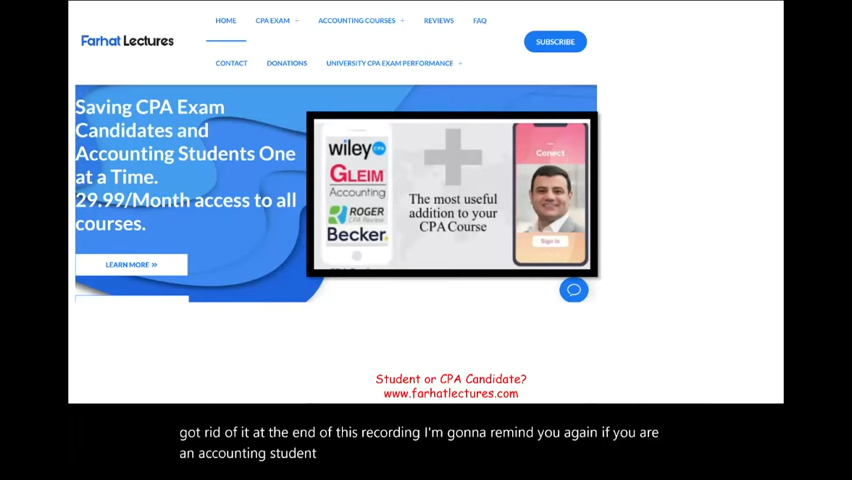 HOME
CPA EXAM
ACCOUNTING COURSES
REVIEWS
FAQ
Farhat Lectures
SUBSCRIBE
CONTACT
DONATIONS
UNIVERSITY CPA EXAM PERFORMANCE
Saving CPA Exam
Candidates and
Accounting Students One
at a Time.
29.99/Month access to all
courses.
LEARN MORE »
wiley CPA
GLEIM
Accounting
ROGER
CPA Review
Becker.
The most useful
addition to your
CPA Course
Conect
Sign in
Student or CPA Candidate?
www.farhatlectures.com
got rid of it at the end of this recording I'm gonna remind you again if you are
an accounting student